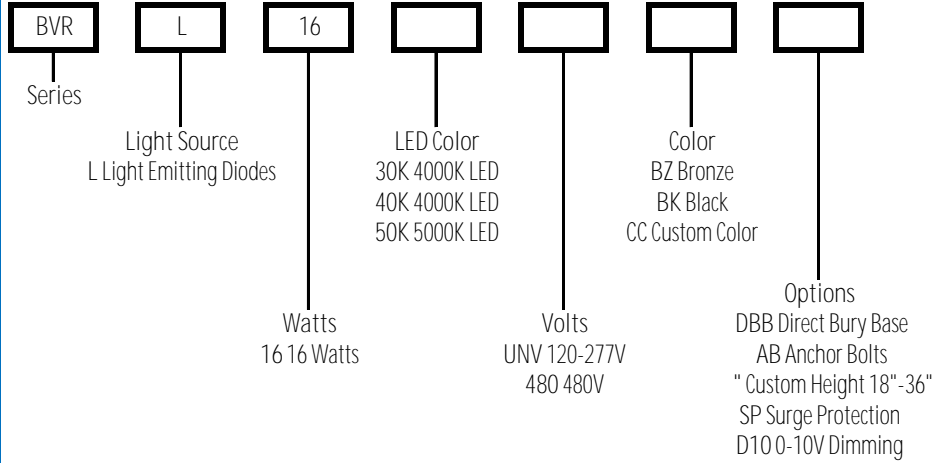 BVR
L
16
Series
Light Source
L Light Emitting Diodes
LED Color
30K 4000K LED
40K 4000K LED
50K 5000K LED
Color
BZ Bronze
BK Black
CC Custom Color
Watts
16 16 Watts
Volts
UNV 120-277V
480 480V
Options
DBB Direct Bury Base
AB Anchor Bolts
" Custom Height 18"-36"
SP Surge Protection
D10 0-10V Dimming